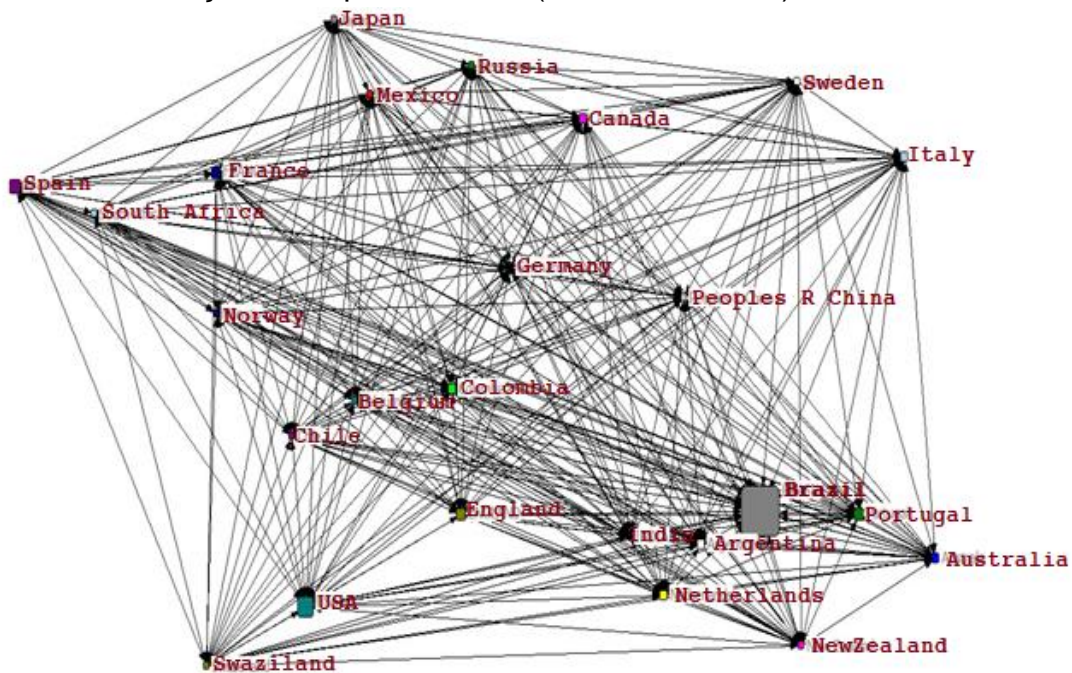 Japan
Russia
Mexico
Sweden
Canada
Italy
France
Spain
South Africa
Germany
Peoples R China
Norway
Colombia
Belgium
Chile
Brazil
England
Portugal
India
Argentina
Australia
Netherlands
USA
NewZealand
Swaziland